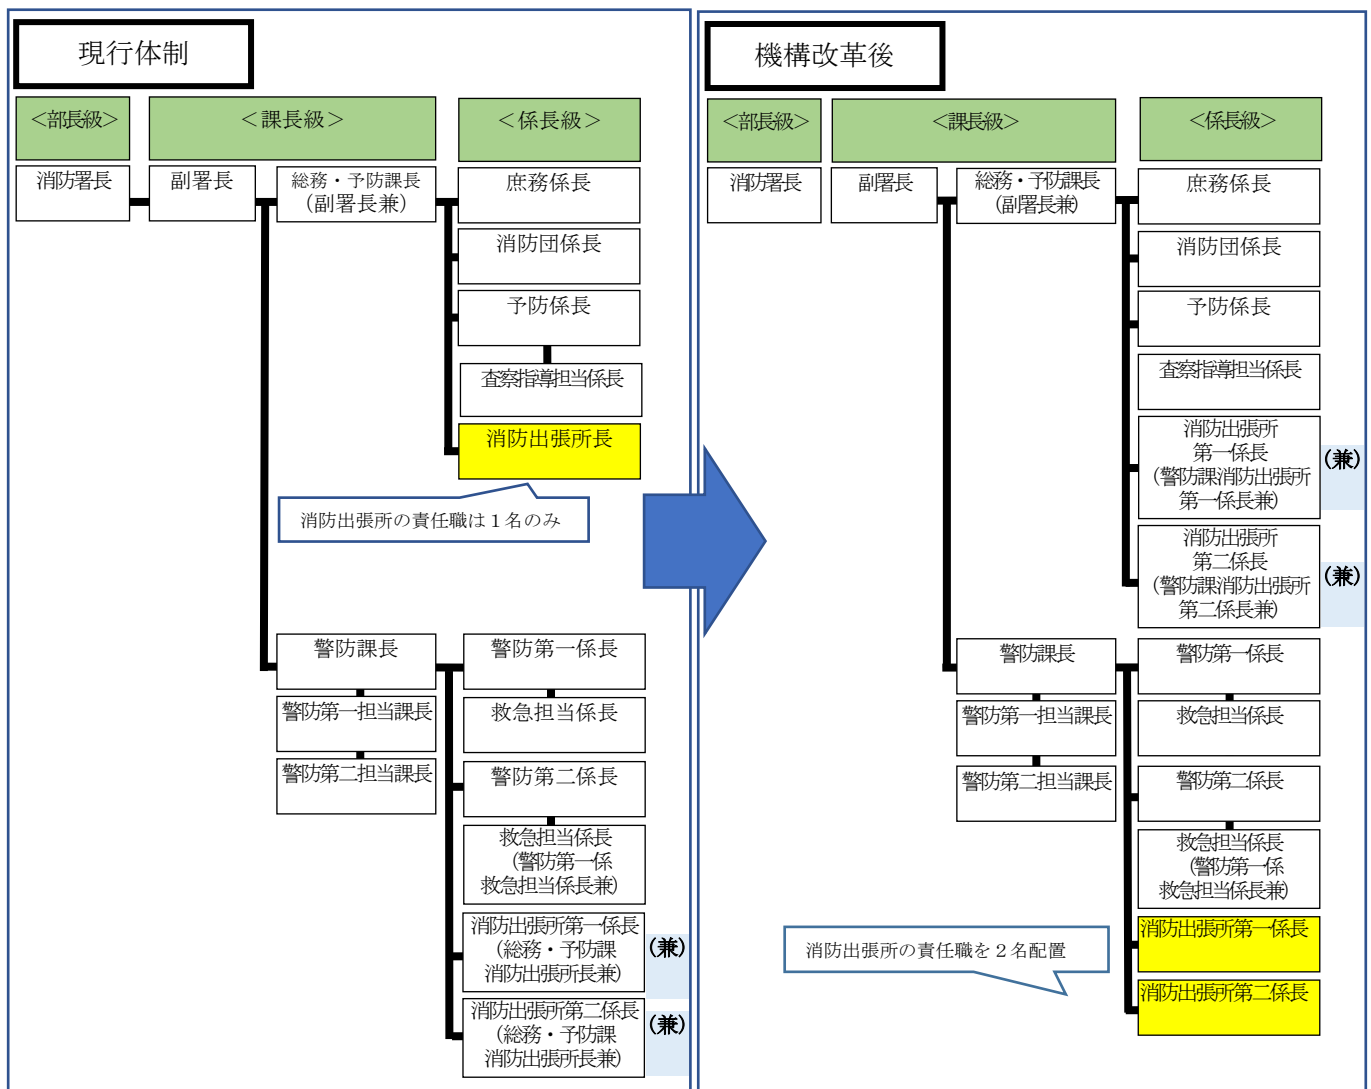 現行体制
＜部長級＞
＜課長級＞
＜係長級＞
消防署長
副署長
総務・予防課長
（副署長兼）
庶務係長
消防団係長
予防係長
査察指導担当係長
消防出張所長
消防出張所の責任職は１名のみ
警防課長
警防第一担当課長
警防第二担当課長
警防第一係長
救急担当係長
警防第二係長
救急担当係長
（警防第一係
救急担当係長兼）
消防出張所第一係長
（総務・予防課
消防出張所長兼）
（兼）
消防出張所第二係長
（総務・予防課
消防出張所長兼）
（兼）
機構改革後
＜部長級＞
＜課長級＞
＜係長級＞
消防署長
副署長
総務・予防課長
（副署長兼）
庶務係長
消防団係長
予防係長
査察指導担当係長
消防出張所
第一係長
（警防課消防出張所
第一係長兼）
（兼）
消防出張所
第二係長
（警防課消防出張所
第二係長兼）
（兼）
警防課長
警防第一担当課長
警防第二担当課長
警防第一係長
救急担当係長
警防第二係長
救急担当係長
（警防第一係
救急担当係長兼）
消防出張所の責任職を２名配置
消防出張所第一係長
消防出張所第二係長